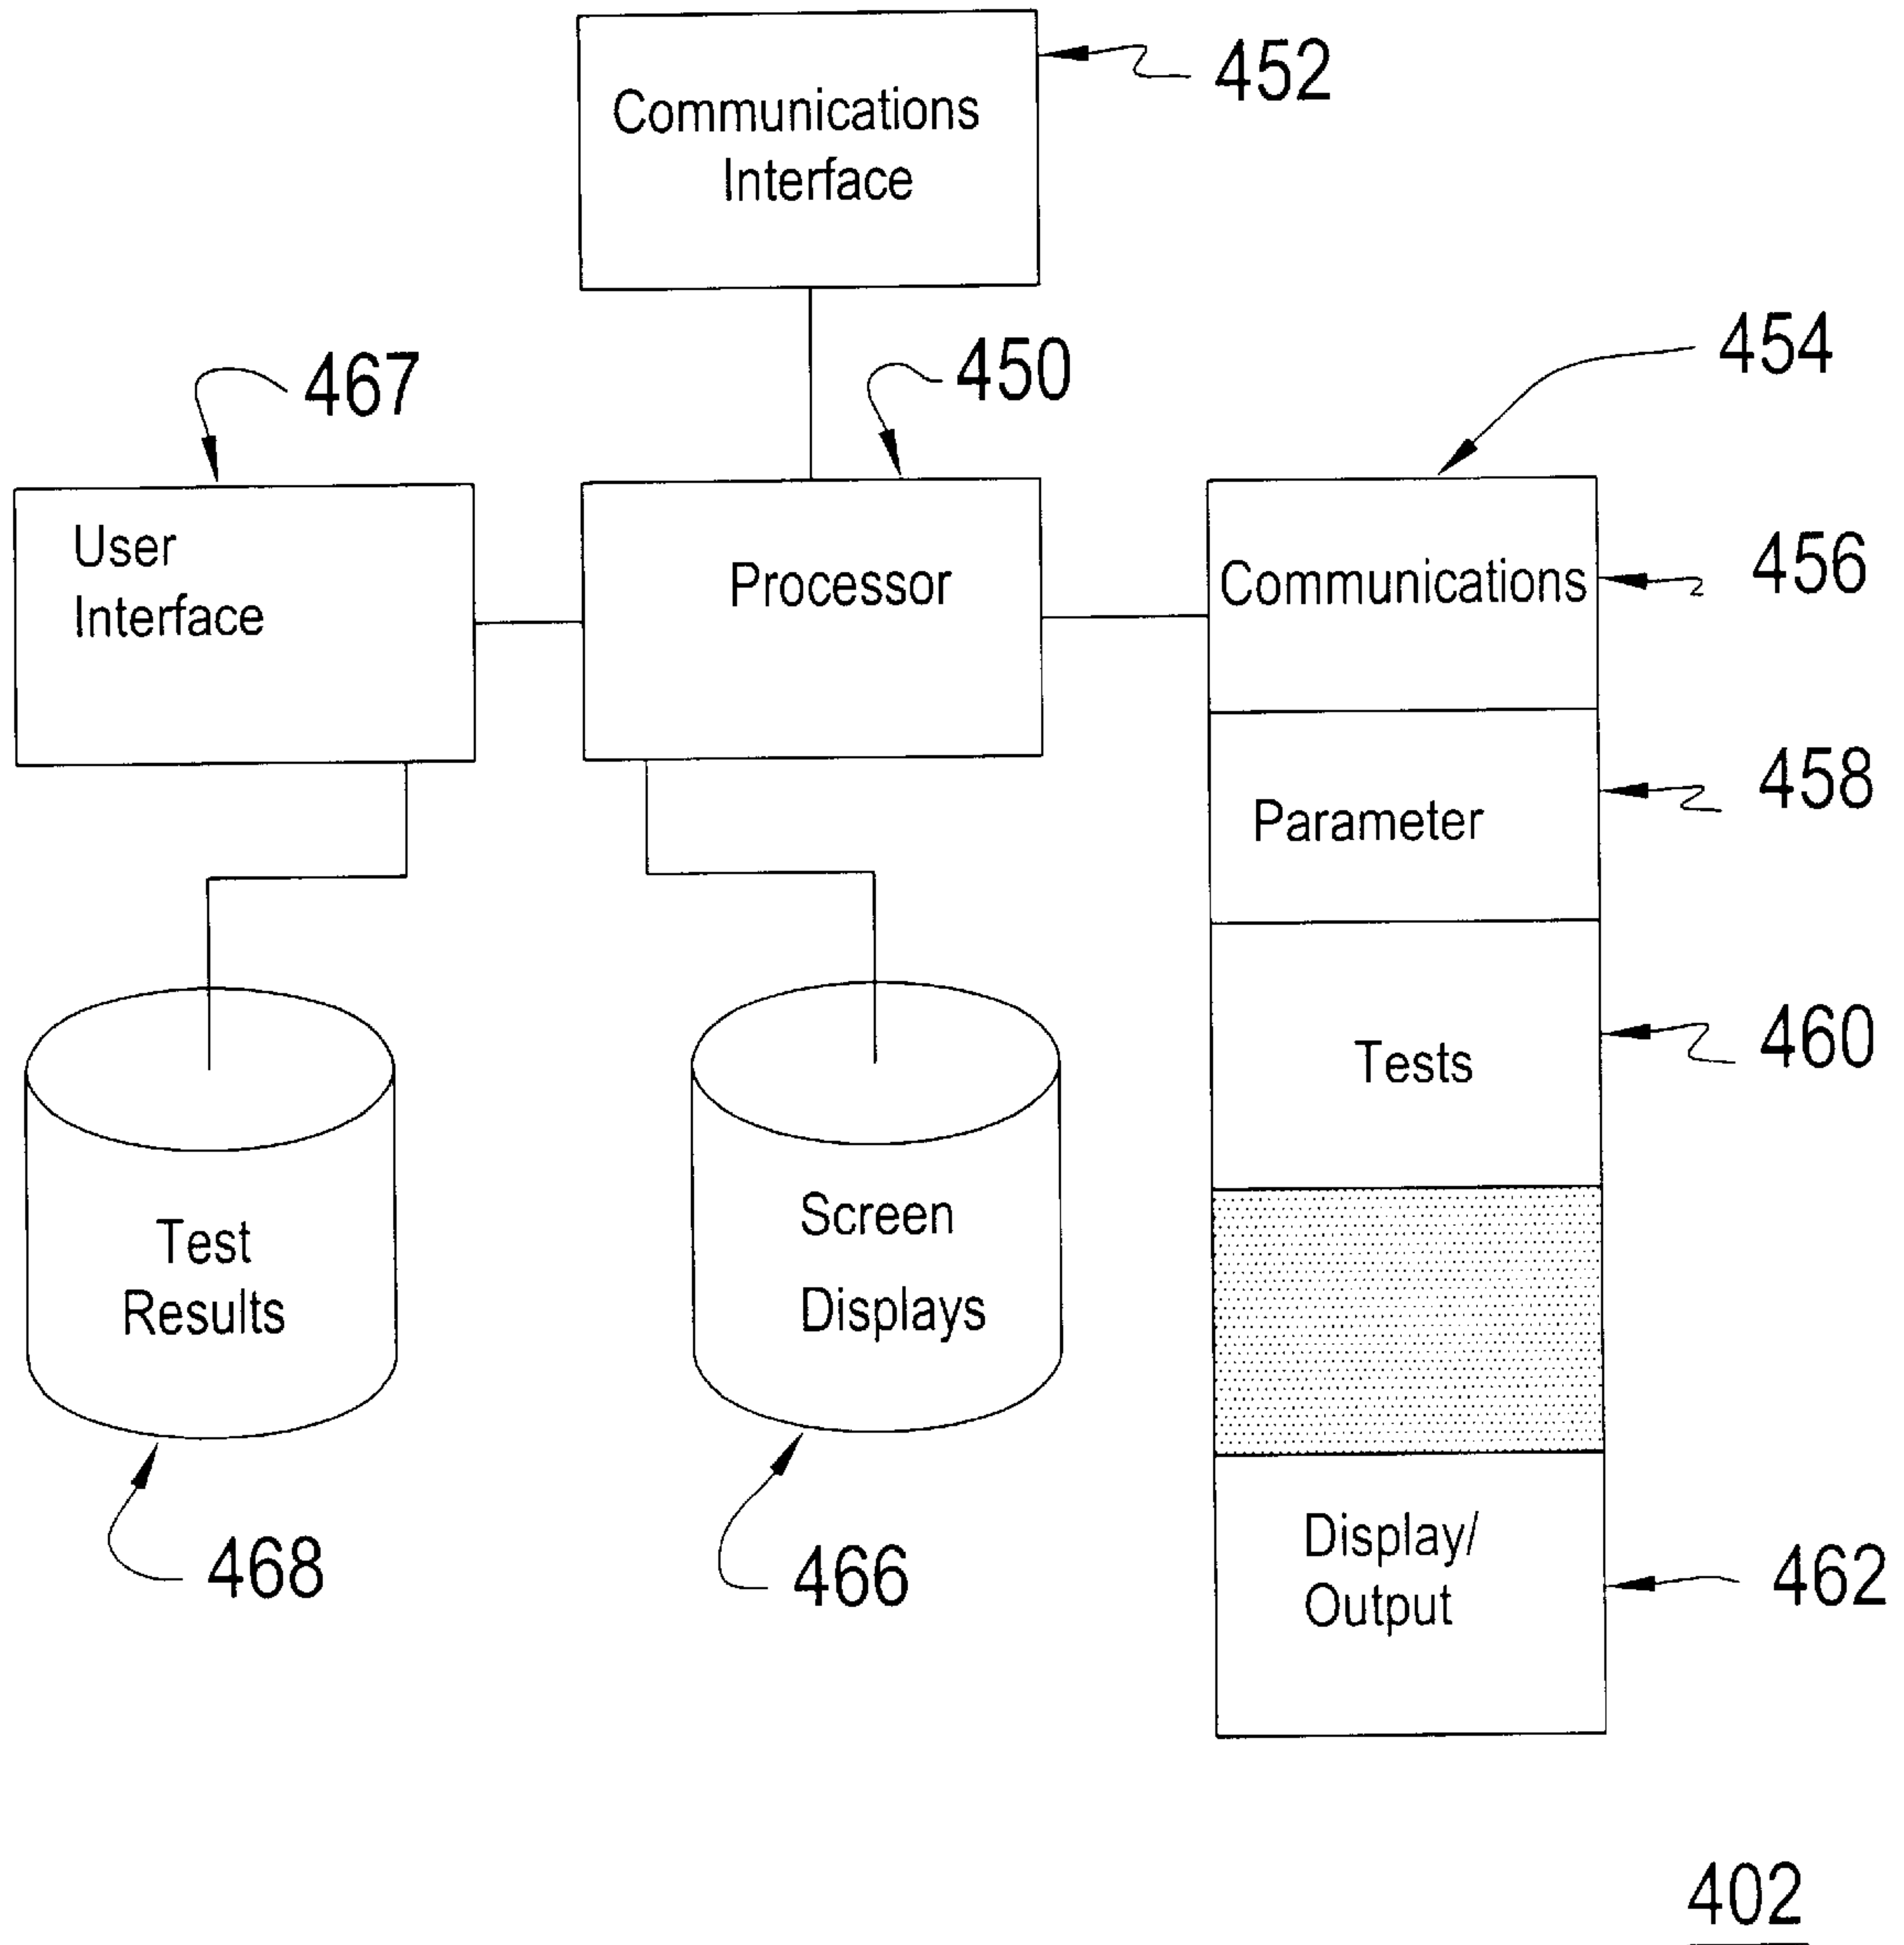 452
Communications
Interface
454
467
450
User
Interface
Processor
Communications
456
Parameter
458
Tests
460
Test
Results
Screen
Displays
Display/
Output
462
468
466
402